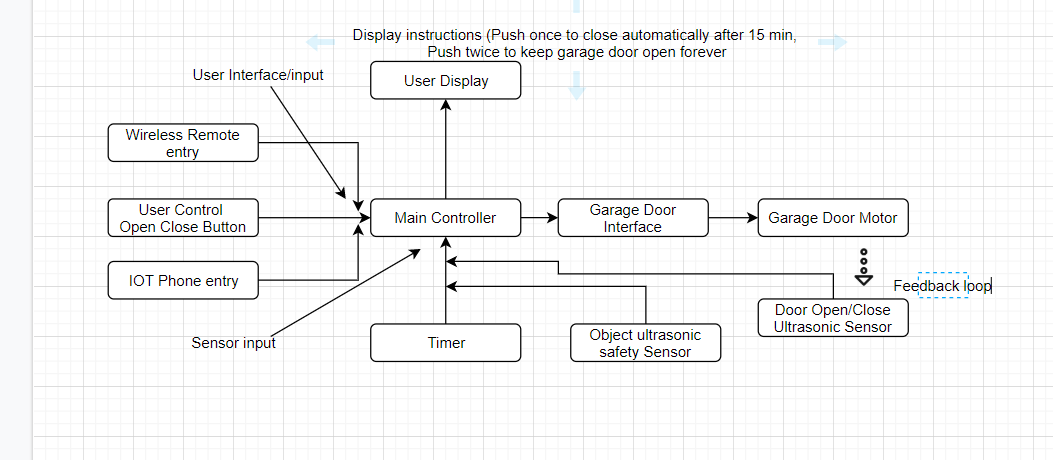 Display instructions (Push once to close automatically after 15 min,
Push twice to keep garage door open forever
User Interface/input
User Display
Wireless Remote
entry
User Control
Open Close Button
Main Controller
Garage Door
Interface
Garage Door Motor
IOT Phone entry
Feedback loop
Door Open/Close
Ultrasonic Sensor
Sensor input
Timer
Object ultrasonic
safety Sensor